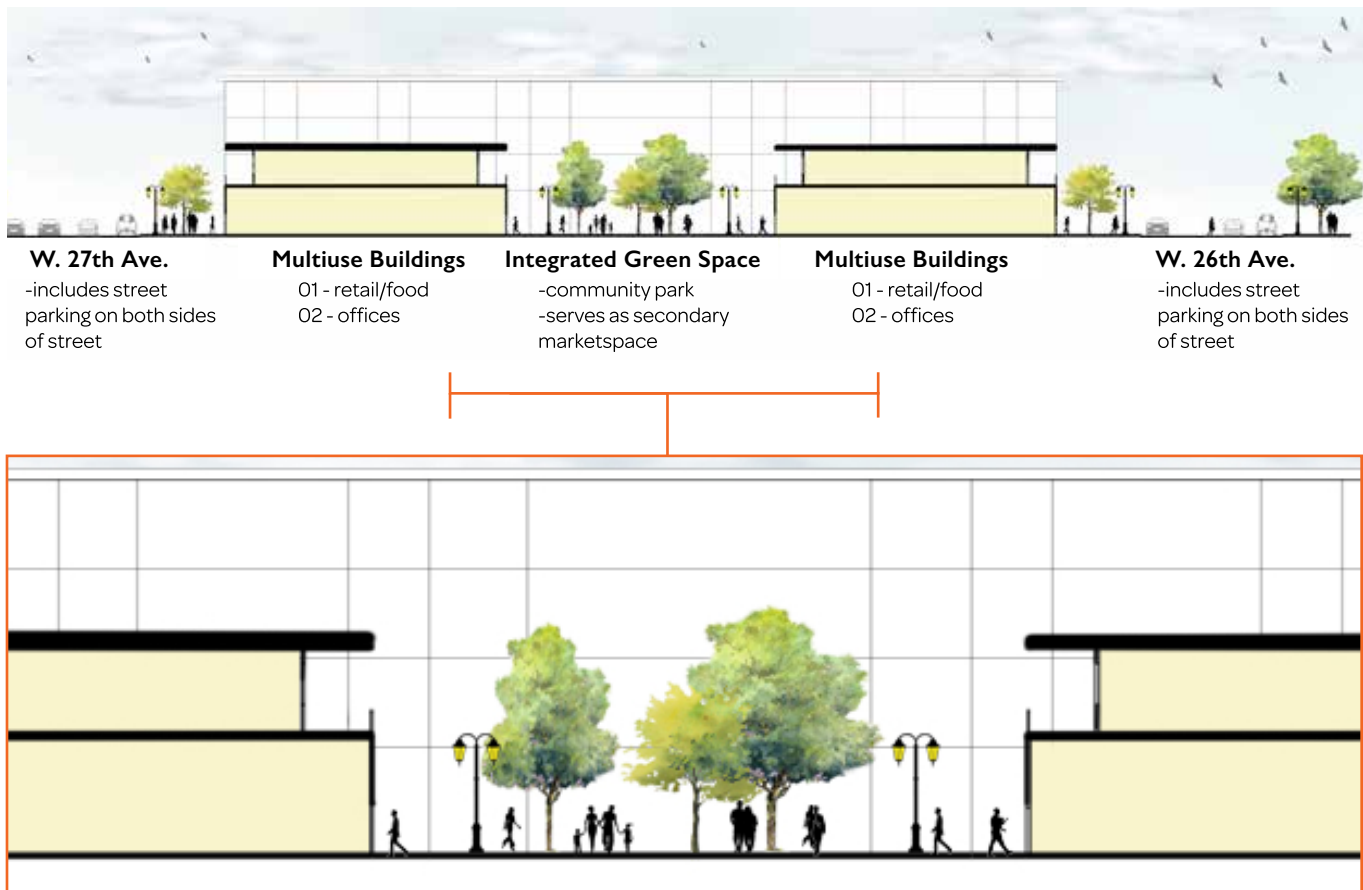 W. 27th Ave.
-includes street
parking on both sides
of street
Multiuse Buildings
01 - retail/food
02 - offices
Integrated Green Space
-community park
-serves as secondary
marketspace
Multiuse Buildings
01 - retail/food
02 - offices
W. 26th Ave.
-includes street
parking on both sides
of street